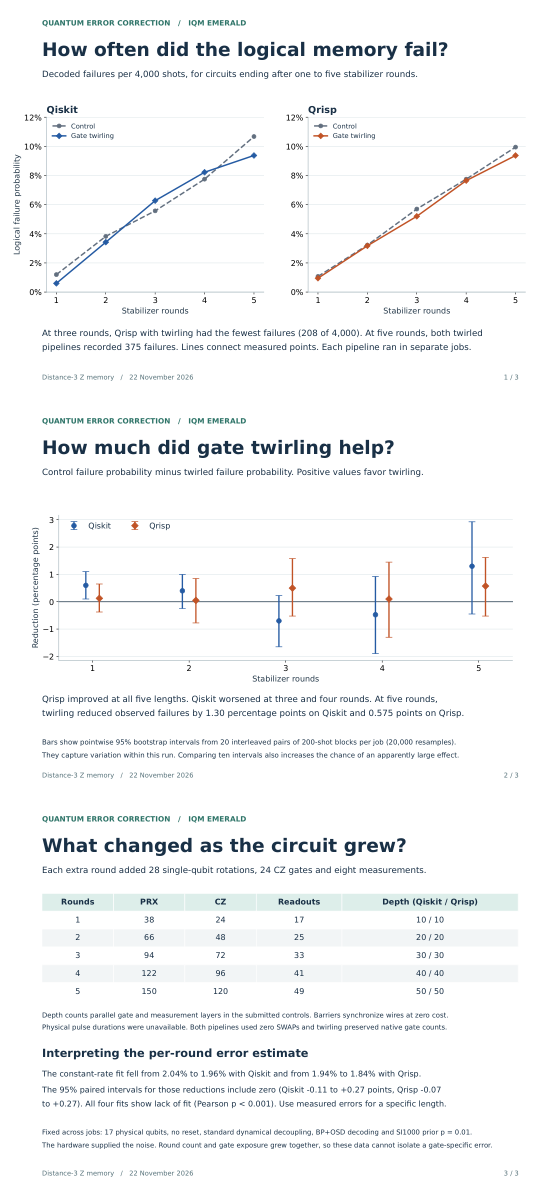 QUANTUM ERROR CORRECTION / IQM EMERALD
How often did the logical memory fail?
Decoded failures per 4,000 shots, for circuits ending after one to five stabilizer rounds.
Qiskit
Qrisp
12%
10%
8%
6%
4%
2%
0%
Control
Gate twirling
Logical failure probability
1 2 3 4 5
Stabilizer rounds
12%
10%
8%
6%
4%
2%
0%
Control
Gate twirling
1 2 3 4 5
Stabilizer rounds
At three rounds, Qrisp with twirling had the fewest failures (208 of 4,000). At five rounds, both twirled
pipelines recorded 375 failures. Lines connect measured points. Each pipeline ran in separate jobs.
Distance-3 Z memory / 22 November 2026
1 / 3
QUANTUM ERROR CORRECTION / IQM EMERALD
How much did gate twirling help?
Control failure probability minus twirled failure probability. Positive values favor twirling.
3
2
1
0
−1
−2
Qiskit Qrisp
Reduction (percentage points)
1 2 3 4 5
Stabilizer rounds
Qrisp improved at all five lengths. Qiskit worsened at three and four rounds. At five rounds,
twirling reduced observed failures by 1.30 percentage points on Qiskit and 0.575 points on Qrisp.
Bars show pointwise 95% bootstrap intervals from 20 interleaved pairs of 200-shot blocks per job (20,000 resamples).
They capture variation within this run. Comparing ten intervals also increases the chance of an apparently large effect.
Distance-3 Z memory / 22 November 2026
2 / 3
QUANTUM ERROR CORRECTION / IQM EMERALD
What changed as the circuit grew?
Each extra round added 28 single-qubit rotations, 24 CZ gates and eight measurements.
Rounds PRX CZ Readouts Depth (Qiskit / Qrisp)
1 38 24 17 10 / 10
2 66 48 25 20 / 20
3 94 72 33 30 / 30
4 122 96 41 40 / 40
5 150 120 49 50 / 50
Depth counts parallel gate and measurement layers in the submitted controls. Barriers synchronize wires at zero cost.
Physical pulse durations were unavailable. Both pipelines used zero SWAPs and twirling preserved native gate counts.
Interpreting the per-round error estimate
The constant-rate fit fell from 2.04% to 1.96% with Qiskit and from 1.94% to 1.84% with Qrisp.
The 95% paired intervals for those reductions include zero (Qiskit -0.11 to +0.27 points, Qrisp -0.07
to +0.27). All four fits show lack of fit (Pearson p < 0.001). Use measured errors for a specific length.
Fixed across jobs: 17 physical qubits, no reset, standard dynamical decoupling, BP+OSD decoding and SI1000 prior p = 0.01.
The hardware supplied the noise. Round count and gate exposure grew together, so these data cannot isolate a gate-specific error.
Distance-3 Z memory / 22 November 2026
3 / 3